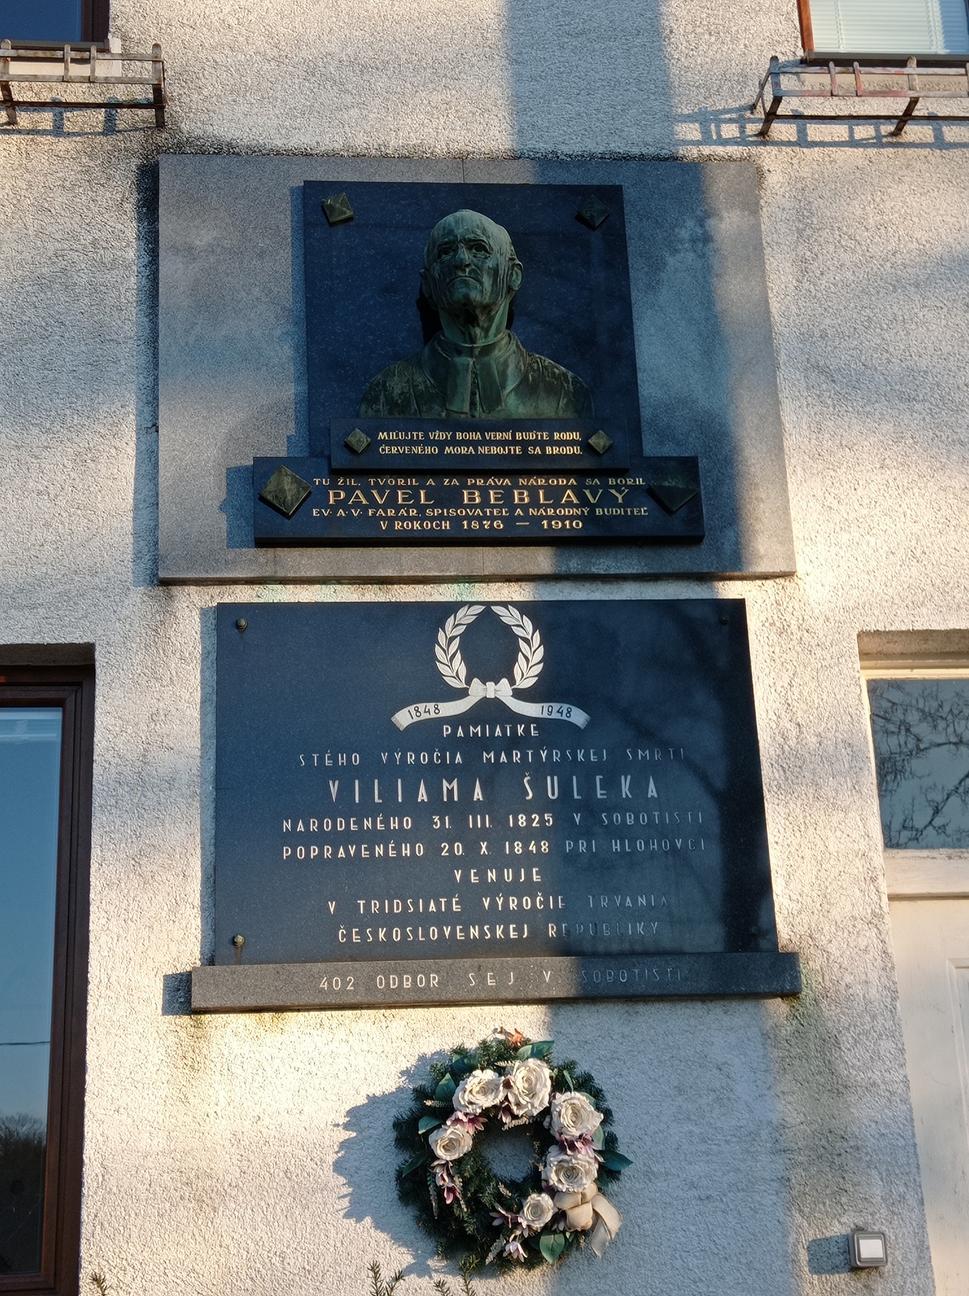 MIĽUJTE VŽDY BOHA VERNÍ BUĎTE RODU,
ČERVENÉHO MORA NEBOJTE SA BRODU.
TU ŽIL, TVORIL A ZA PRÁVA NÁRODA SA BORIL
PAVEL BEBLAVÝ
EV. A. V. FARÁR, SPISOVATEĽ A NÁRODNÝ BUDITEĽ
V ROKOCH 1876 — 1910
1848 1948
PAMIATKE
STÉHO VÝROČIA MARTÝRSKEJ SMRTI
VILIAMA ŠULEKA
NARODENÉHO 31. III. 1825 V SOBOTISTI
POPRAVENÉHO 20. X. 1848 PRI HLOHOVCI
VENUJE
V TRIDSIATÉ VÝROČIE TRVANIA
ČESKOSLOVENSKEJ REPUBLIKY
402 ODBOR SEJ V SOBOTISTI